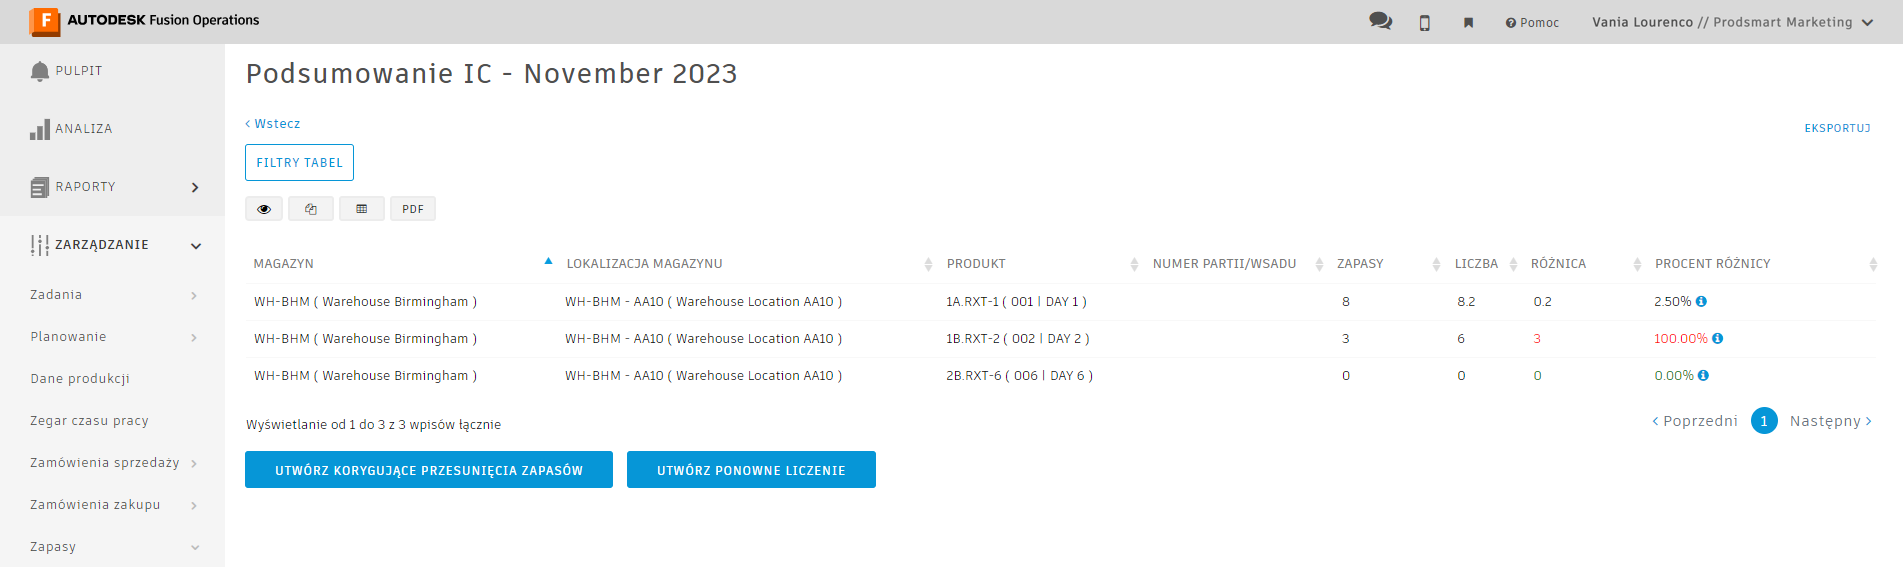 F AUTODESK Fusion Operations
Pomoc
Vania Lourenco // Prodsmart Marketing
PULPIT
ANALIZA
RAPORTY
ZARZĄDZANIE
Zadania
Planowanie
Dane produkcji
Zegar czasu pracy
Zamówienia sprzedaży
Zamówienia zakupu
Zapasy
Podsumowanie IC - November 2023
‹ Wstecz
EKSPORTUJ
FILTRY TABEL
PDF
MAGAZYN LOKALIZACJA MAGAZYNU PRODUKT NUMER PARTII/WSADU ZAPASY LICZBA RÓŻNICA PROCENT RÓŻNICY
WH-BHM ( Warehouse Birmingham ) WH-BHM - AA10 ( Warehouse Location AA10 ) 1A.RXT-1 ( 001 | DAY 1 ) 8 8.2 0.2 2.50%
WH-BHM ( Warehouse Birmingham ) WH-BHM - AA10 ( Warehouse Location AA10 ) 1B.RXT-2 ( 002 | DAY 2 ) 3 6 3 100.00%
WH-BHM ( Warehouse Birmingham ) WH-BHM - AA10 ( Warehouse Location AA10 ) 2B.RXT-6 ( 006 | DAY 6 ) 0 0 0 0.00%
Wyświetlanie od 1 do 3 z 3 wpisów łącznie
‹ Poprzedni 1 Następny ›
UTWÓRZ KORYGUJĄCE PRZESUNIĘCIA ZAPASÓW
UTWÓRZ PONOWNE LICZENIE